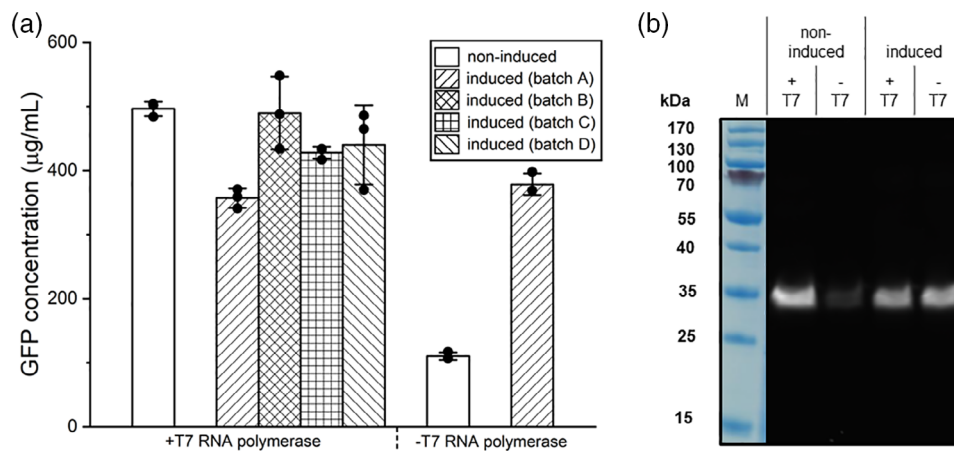 (a)
GFP concentration (µg/mL)
600
400
200
0
non-induced
induced (batch A)
induced (batch B)
induced (batch C)
induced (batch D)
+T7 RNA polymerase
-T7 RNA polymerase
(b)
non-
induced
induced
+ - + -
kDa M T7 T7 T7 T7
170
130
100
70
55
40
35
25
15